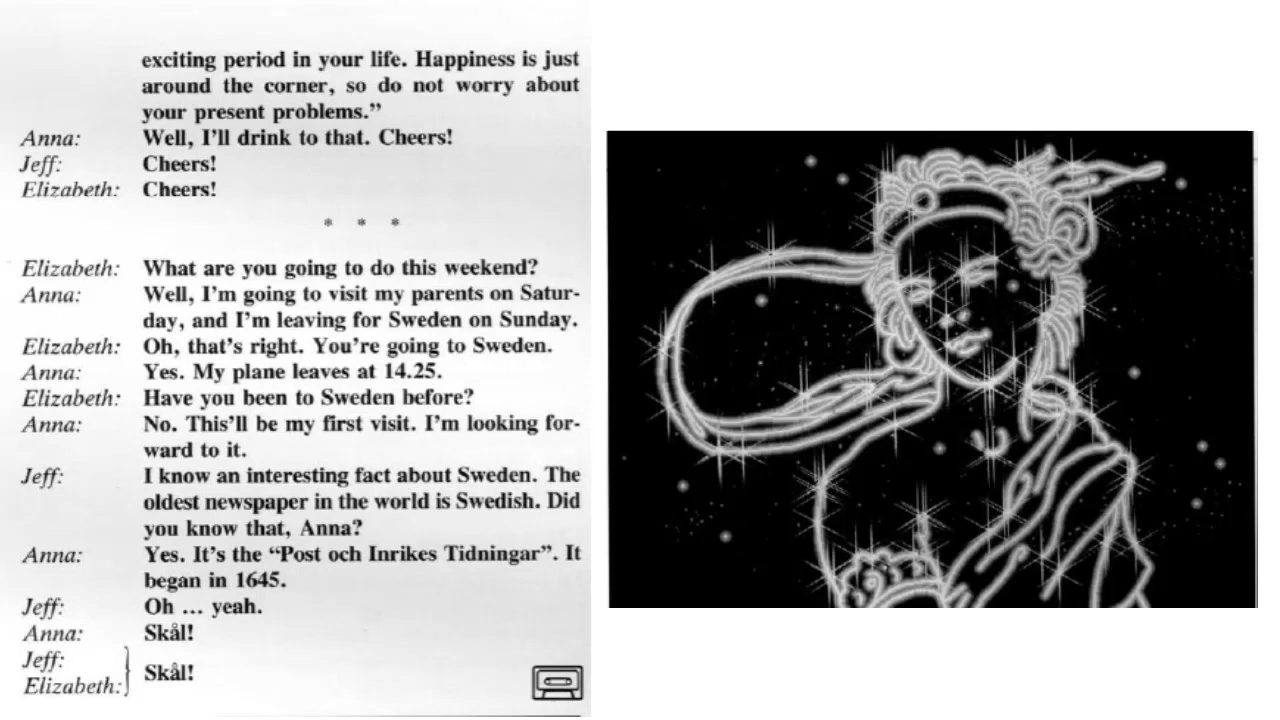 exciting period in your life. Happiness is just
around the corner, so do not worry about
your present problems.”
Anna: Well, I’ll drink to that. Cheers!
Jeff: Cheers!
Elizabeth: Cheers!
* * *
Elizabeth: What are you going to do this weekend?
Anna: Well, I’m going to visit my parents on Satur-
day, and I’m leaving for Sweden on Sunday.
Elizabeth: Oh, that’s right. You’re going to Sweden.
Anna: Yes. My plane leaves at 14.25.
Elizabeth: Have you been to Sweden before?
Anna: No. This’ll be my first visit. I’m looking for-
ward to it.
Jeff: I know an interesting fact about Sweden. The
oldest newspaper in the world is Swedish. Did
you know that, Anna?
Anna: Yes. It’s the “Post och Inrikes Tidningar”. It
began in 1645.
Jeff: Oh ... yeah.
Anna: Skål!
Jeff:
Elizabeth: Skål!